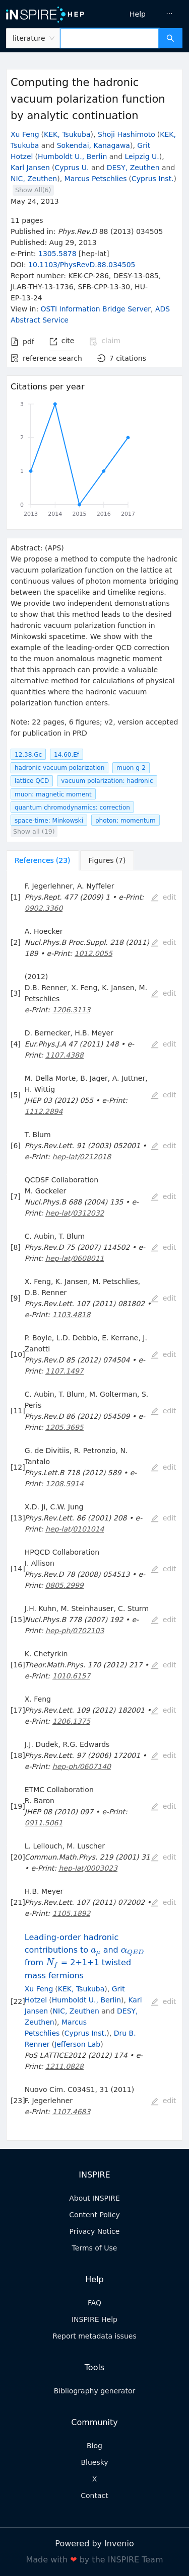 iNSPIRE HEP
Help
...
literature
Computing the hadronic
vacuum polarization function
by analytic continuation
Xu Feng (KEK, Tsukuba), Shoji Hashimoto (KEK,
Tsukuba and Sokendai, Kanagawa), Grit
Hotzel (Humboldt U., Berlin and Leipzig U.),
Karl Jansen (Cyprus U. and DESY, Zeuthen and
NIC, Zeuthen), Marcus Petschlies (Cyprus Inst.)
Show All(6)
May 24, 2013
11 pages
Published in: Phys.Rev.D 88 (2013) 034505
Published: Aug 29, 2013
e-Print: 1305.5878 [hep-lat]
DOI: 10.1103/PhysRevD.88.034505
Report number: KEK-CP-286, DESY-13-085,
JLAB-THY-13-1736, SFB-CPP-13-30, HU-
EP-13-24
View in: OSTI Information Bridge Server, ADS
Abstract Service
pdf
cite
claim
reference search
7 citations
Citations per year
3
2
1
0
2013 2014 2015 2016 2017
Abstract: (APS)
We propose a method to compute the hadronic
vacuum polarization function on the lattice at
continuous values of photon momenta bridging
between the spacelike and timelike regions.
We provide two independent demonstrations
to show that this method leads to the desired
hadronic vacuum polarization function in
Minkowski spacetime. We show with the
example of the leading-order QCD correction
to the muon anomalous magnetic moment
that this approach can provide a valuable
alternative method for calculations of physical
quantities where the hadronic vacuum
polarization function enters.
Note: 22 pages, 6 figures; v2, version accepted
for publication in PRD
12.38.Gc
14.60.Ef
hadronic vacuum polarization
muon g-2
lattice QCD
vacuum polarization: hadronic
muon: magnetic moment
quantum chromodynamics: correction
space-time: Minkowski
photon: momentum
Show all (19)
References (23)
Figures (7)
F. Jegerlehner, A. Nyffeler
[1] Phys.Rept. 477 (2009) 1 • e-Print: edit
0902.3360
A. Hoecker
[2] Nucl.Phys.B Proc.Suppl. 218 (2011) edit
189 • e-Print: 1012.0055
(2012)
[3] D.B. Renner, X. Feng, K. Jansen, M. edit
Petschlies
e-Print: 1206.3113
D. Bernecker, H.B. Meyer
[4] Eur.Phys.J.A 47 (2011) 148 • e- edit
Print: 1107.4388
M. Della Morte, B. Jager, A. Juttner,
[5] H. Wittig edit
JHEP 03 (2012) 055 • e-Print:
1112.2894
T. Blum
[6] Phys.Rev.Lett. 91 (2003) 052001 • edit
e-Print: hep-lat/0212018
QCDSF Collaboration
[7] M. Gockeler edit
Nucl.Phys.B 688 (2004) 135 • e-
Print: hep-lat/0312032
C. Aubin, T. Blum
[8] Phys.Rev.D 75 (2007) 114502 • e- edit
Print: hep-lat/0608011
X. Feng, K. Jansen, M. Petschlies,
[9] D.B. Renner edit
Phys.Rev.Lett. 107 (2011) 081802 •
e-Print: 1103.4818
P. Boyle, L.D. Debbio, E. Kerrane, J.
[10] Zanotti edit
Phys.Rev.D 85 (2012) 074504 • e-
Print: 1107.1497
C. Aubin, T. Blum, M. Golterman, S.
[11] Peris edit
Phys.Rev.D 86 (2012) 054509 • e-
Print: 1205.3695
G. de Divitiis, R. Petronzio, N.
[12] Tantalo edit
Phys.Lett.B 718 (2012) 589 • e-
Print: 1208.5914
X.D. Ji, C.W. Jung
[13] Phys.Rev.Lett. 86 (2001) 208 • e- edit
Print: hep-lat/0101014
HPQCD Collaboration
[14] I. Allison edit
Phys.Rev.D 78 (2008) 054513 • e-
Print: 0805.2999
J.H. Kuhn, M. Steinhauser, C. Sturm
[15] Nucl.Phys.B 778 (2007) 192 • e- edit
Print: hep-ph/0702103
K. Chetyrkin
[16] Theor.Math.Phys. 170 (2012) 217 • edit
e-Print: 1010.6157
X. Feng
[17] Phys.Rev.Lett. 109 (2012) 182001 • edit
e-Print: 1206.1375
J.J. Dudek, R.G. Edwards
[18] Phys.Rev.Lett. 97 (2006) 172001 • edit
e-Print: hep-ph/0607140
ETMC Collaboration
[19] R. Baron edit
JHEP 08 (2010) 097 • e-Print:
0911.5061
L. Lellouch, M. Luscher
[20] Commun.Math.Phys. 219 (2001) 31 edit
• e-Print: hep-lat/0003023
H.B. Meyer
[21] Phys.Rev.Lett. 107 (2011) 072002 • edit
e-Print: 1105.1892
Leading-order hadronic
contributions to aμ and αQED
from Nf = 2+1+1 twisted
mass fermions
Xu Feng (KEK, Tsukuba), Grit
[22] Hotzel (Humboldt U., Berlin), Karl edit
Jansen (NIC, Zeuthen and DESY,
Zeuthen), Marcus
Petschlies (Cyprus Inst.), Dru B.
Renner (Jefferson Lab)
PoS LATTICE2012 (2012) 174 • e-
Print: 1211.0828
Nuovo Cim. C034S1, 31 (2011)
[23] F. Jegerlehner edit
e-Print: 1107.4683
INSPIRE
About INSPIRE
Content Policy
Privacy Notice
Terms of Use
Help
FAQ
INSPIRE Help
Report metadata issues
Tools
Bibliography generator
Community
Blog
Bluesky
X
Contact
Powered by Invenio
Made with ❤ by the INSPIRE Team